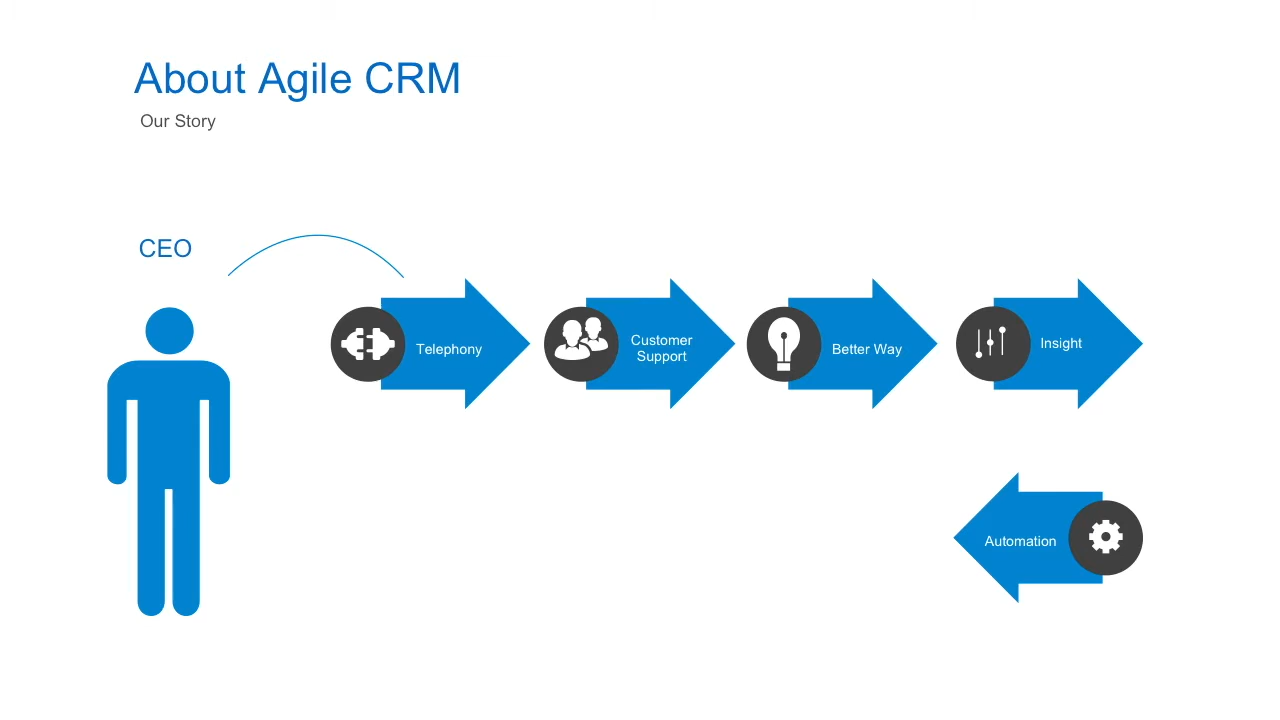 About Agile CRM
Our Story
CEO
Telephony
Customer
Support
Better Way
Insight
Automation